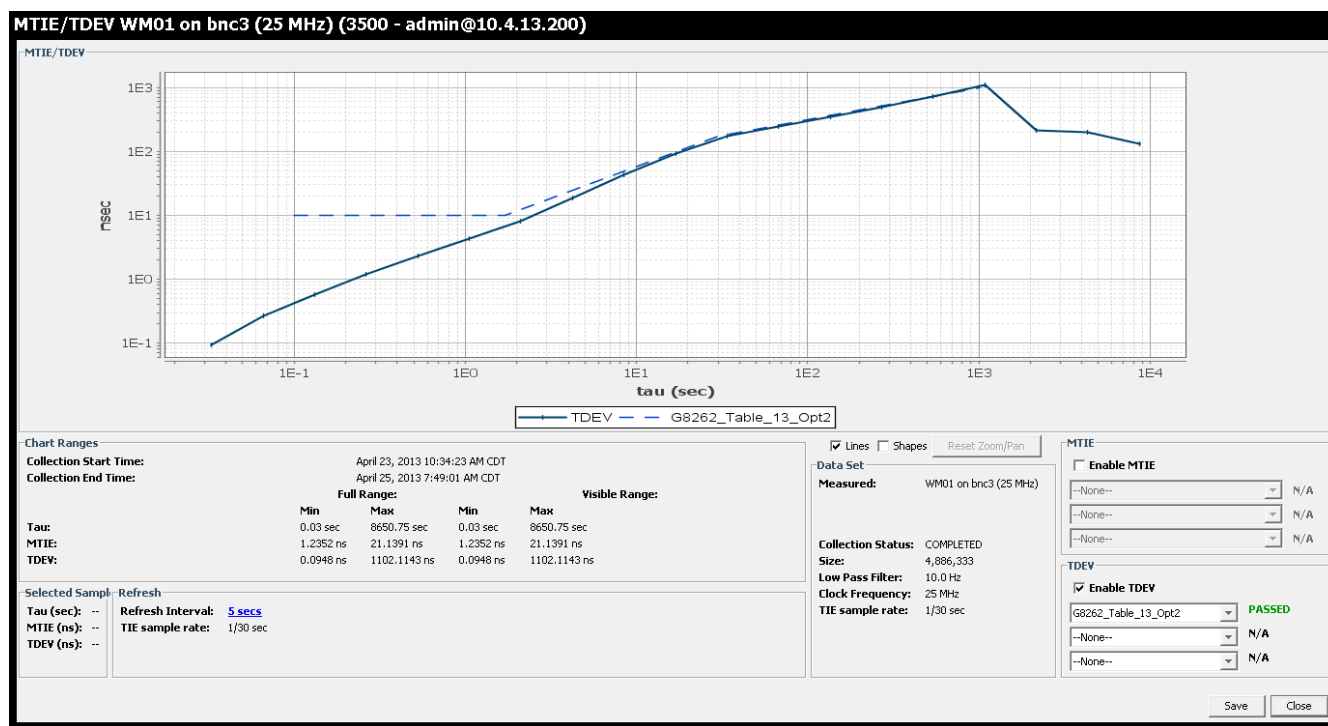 MTIE/TDEV WM01 on bnc3 (25 MHz) (3500 - admin@10.4.13.200)
MTIE/TDEV
1E3
1E2
1E1
1E0
1E-1
nsec
1E-1 1E0 1E1 1E2 1E3 1E4
tau (sec)
TDEV G8262_Table_13_Opt2
Chart Ranges
Collection Start Time: April 23, 2013 10:34:23 AM CDT
Collection End Time: April 25, 2013 7:49:01 AM CDT
Full Range: Visible Range:
Min Max Min Max
Tau: 0.03 sec 8650.75 sec 0.03 sec 8650.75 sec
MTIE: 1.2352 ns 21.1391 ns 1.2352 ns 21.1391 ns
TDEV: 0.0948 ns 1102.1143 ns 0.0948 ns 1102.1143 ns
Selected Sampl
Tau (sec): --
MTIE (ns): --
TDEV (ns): --
Refresh
Refresh Interval: 5 secs
TIE sample rate: 1/30 sec
Lines Shapes Reset Zoom/Pan
Data Set
Measured: WM01 on bnc3 (25 MHz)
Collection Status: COMPLETED
Size: 4,886,333
Low Pass Filter: 10.0 Hz
Clock Frequency: 25 MHz
TIE sample rate: 1/30 sec
MTIE
Enable MTIE
--None-- N/A
--None-- N/A
--None-- N/A
TDEV
Enable TDEV
G8262_Table_13_Opt2 PASSED
--None-- N/A
--None-- N/A
Save Close